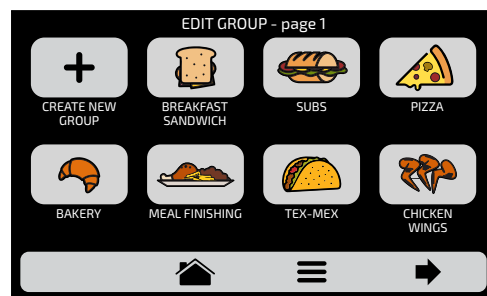 EDIT GROUP - page 1
CREATE NEW
GROUP
BREAKFAST
SANDWICH
SUBS
PIZZA
BAKERY
MEAL FINISHING
TEX-MEX
CHICKEN
WINGS